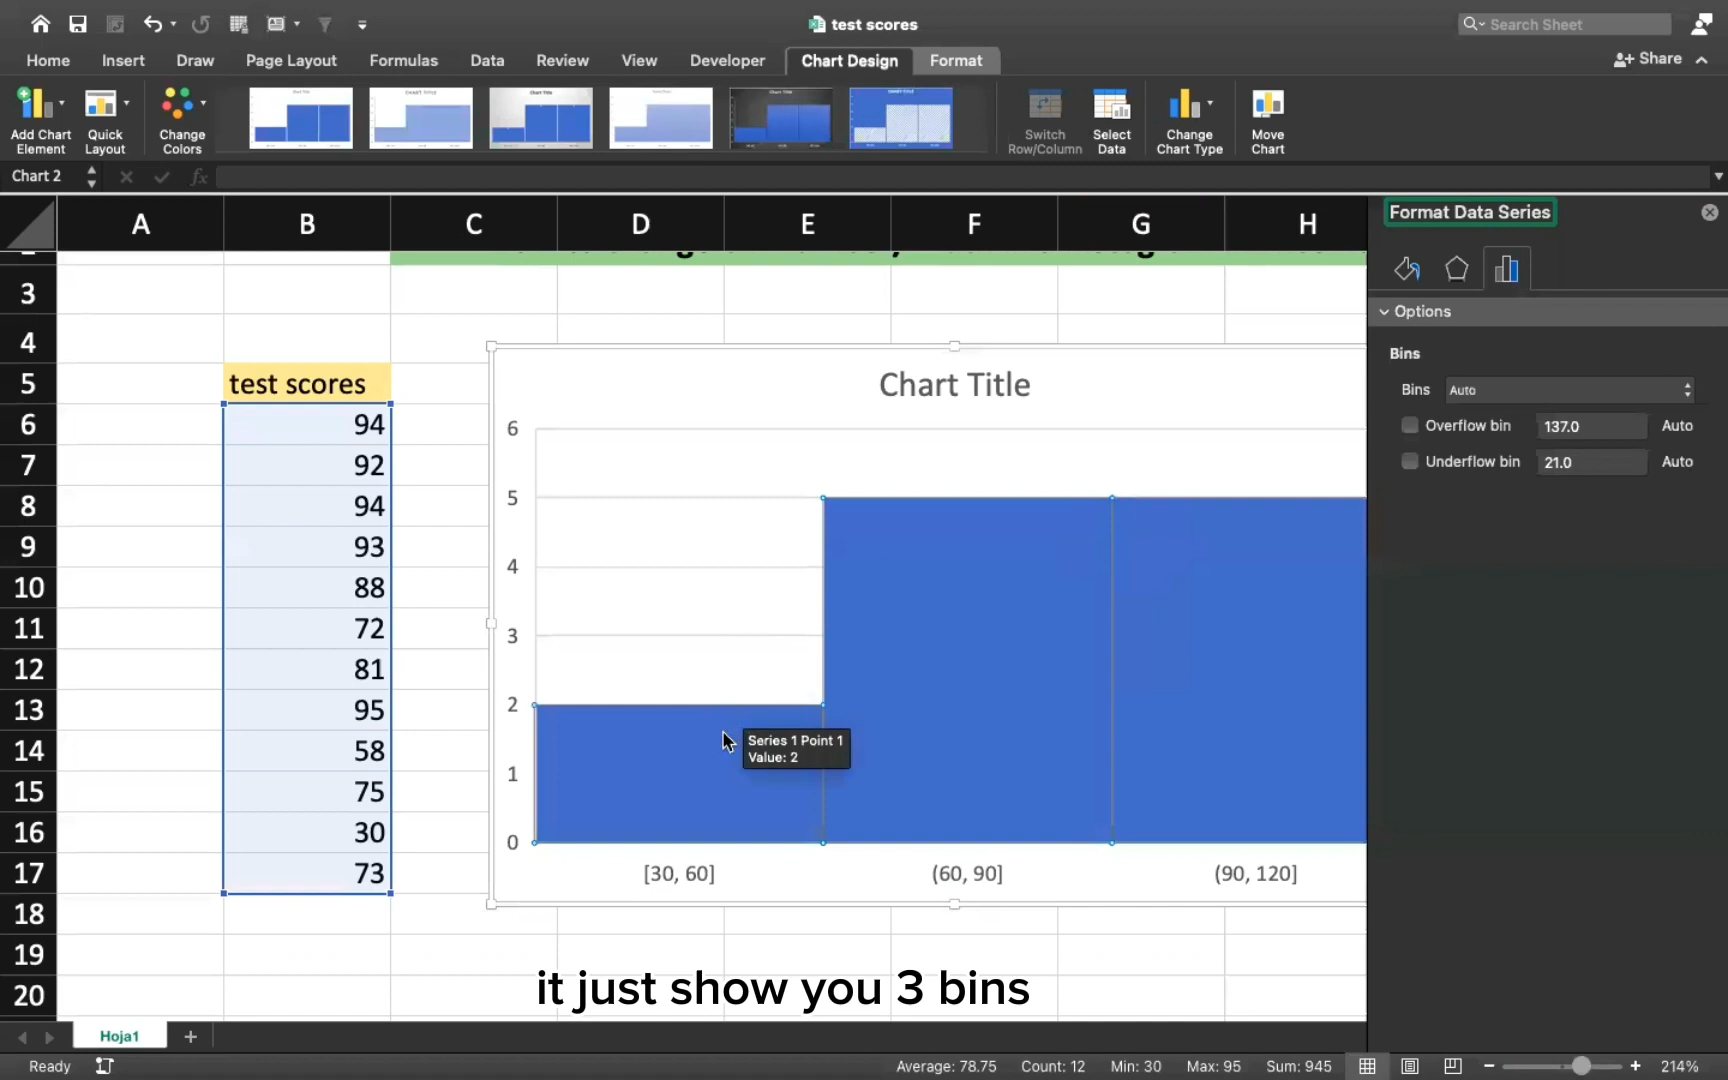 test scores
Search Sheet
Home Insert Draw Page Layout Formulas Data Review View Developer Chart Design Format Share
Add Chart Element
Quick Layout
Change Colors
Switch Row/Column
Select Data
Change Chart Type
Move Chart
Chart 2
fx
A B C D E F G H
3
4
5 test scores
6 94
7 92
8 94
9 93
10 88
11 72
12 81
13 95
14 58
15 75
16 30
17 73
18
19
20
Chart Title
6
5
4
3
2
1
0
[30, 60] (60, 90] (90, 120]
Series 1 Point 1
Value: 2
Format Data Series
Options
Bins
Bins Auto
Overflow bin 137.0 Auto
Underflow bin 21.0 Auto
it just show you 3 bins
Hoja1 +
Ready Average: 78.75 Count: 12 Min: 30 Max: 95 Sum: 945 214%